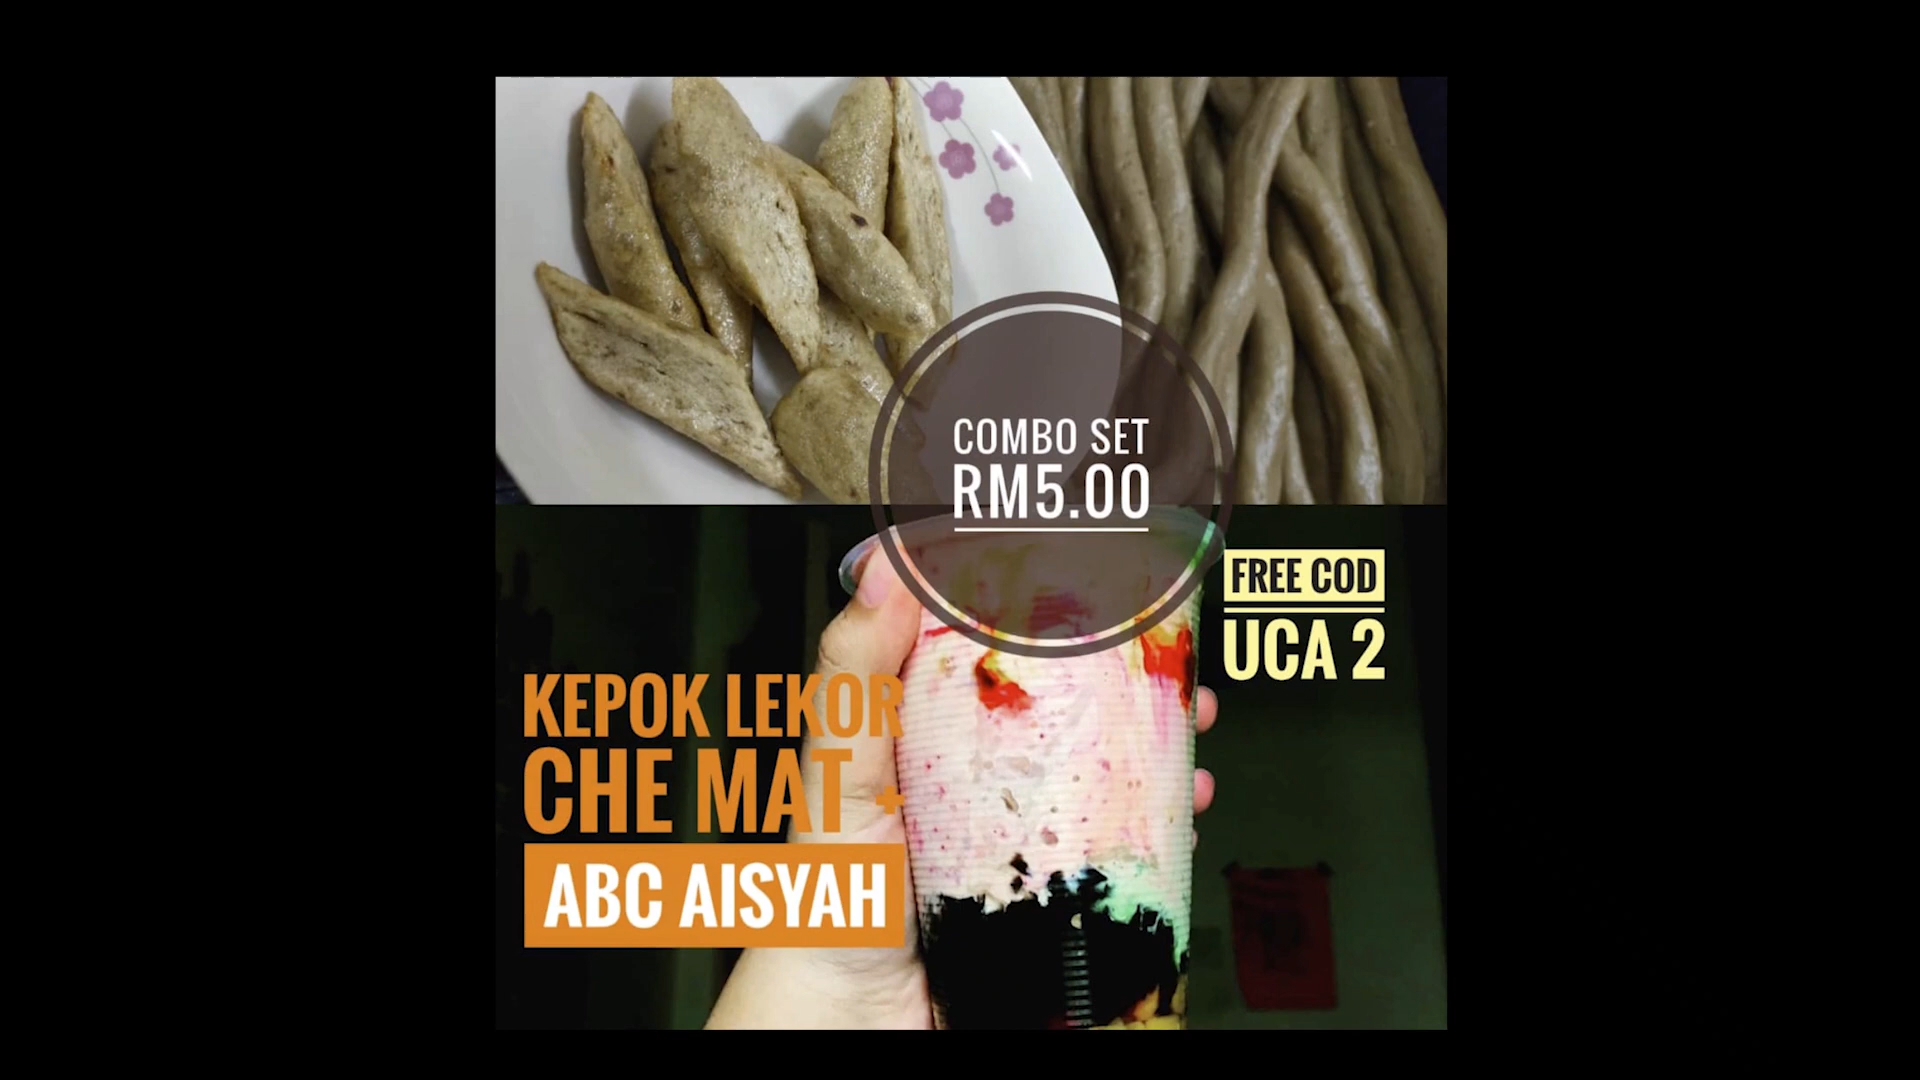 COMBO SET
RM5.00
FREE COD
UCA 2
KEPOK LEKOR
CHE MAT +
ABC AISYAH